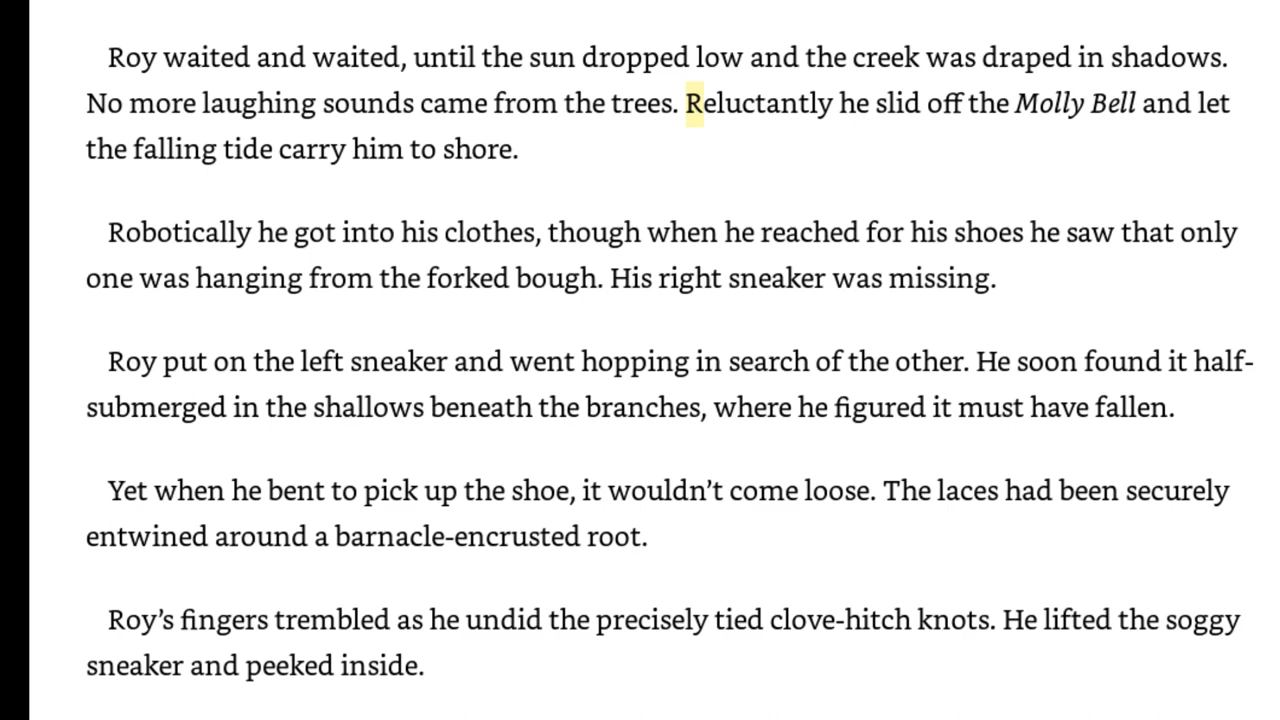 Roy waited and waited, until the sun dropped low and the creek was draped in shadows.
No more laughing sounds came from the trees. Reluctantly he slid off the Molly Bell and let
the falling tide carry him to shore.
Robotically he got into his clothes, though when he reached for his shoes he saw that only
one was hanging from the forked bough. His right sneaker was missing.
Roy put on the left sneaker and went hopping in search of the other. He soon found it half-
submerged in the shallows beneath the branches, where he figured it must have fallen.
Yet when he bent to pick up the shoe, it wouldn’t come loose. The laces had been securely
entwined around a barnacle-encrusted root.
Roy’s fingers trembled as he undid the precisely tied clove-hitch knots. He lifted the soggy
sneaker and peeked inside.